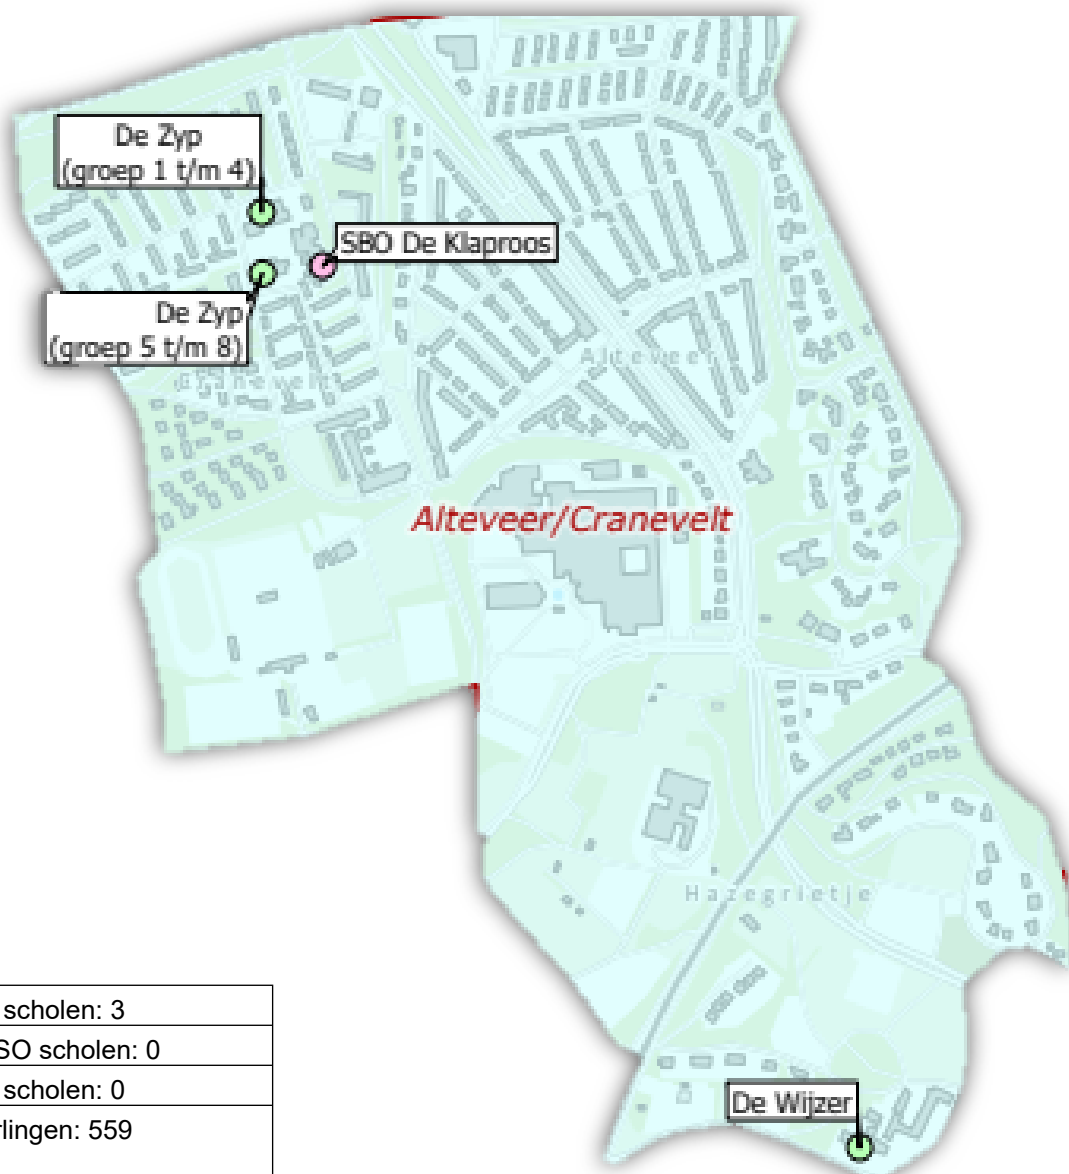 De Zyp
(groep 1 t/m 4)
SBO De Klaproos
De Zyp
(groep 5 t/m 8)
Alteveer
Cranevelt
Alteveer/Cranevelt
Hazegrietje
scholen: 3
SO scholen: 0
scholen: 0
rlingen: 559
De Wijzer